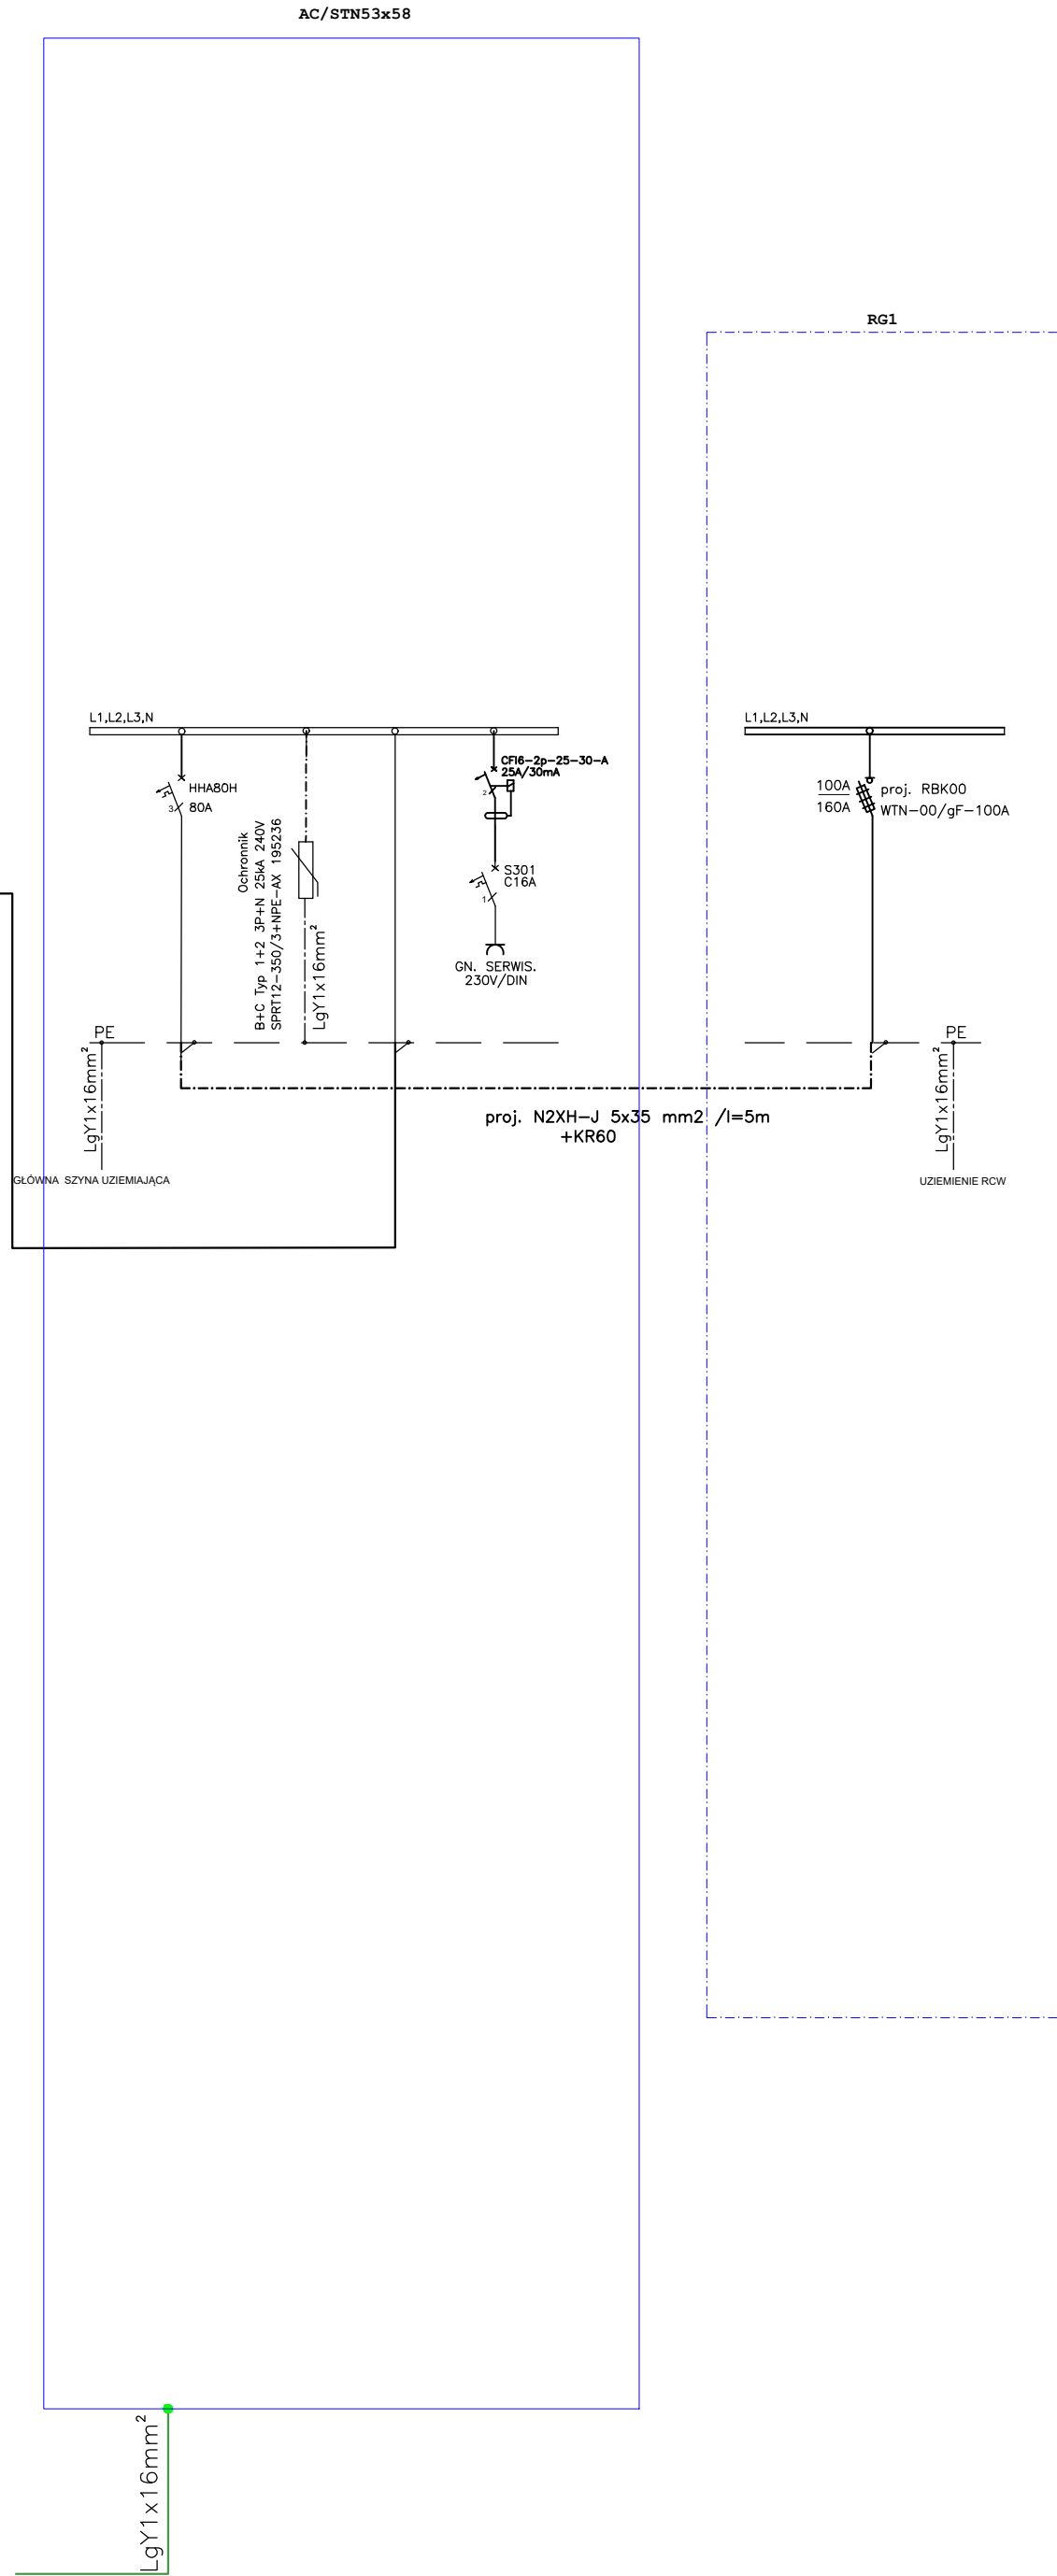 AC/STN53x58
RG1
L1,L2,L3,N
HHA80H
3 80A
Ochronnik
B+C Typ 1+2 3P+N 25kA 240V
SPRT12-350/3+NPE-AX 195236
LgY1x16mm²
CFI6-2p-25-30-A
25A/30mA
2
S301
C16A
1
GN. SERWIS.
230V/DIN
PE
LgY1x16mm²
GŁÓWNA SZYNA UZIEMIAJĄCA
L1,L2,L3,N
100A
160A
proj. RBK00
WTN-00/gF-100A
PE
LgY1x16mm²
UZIEMIENIE RCW
proj. N2XH-J 5x35 mm2 /l=5m
+KR60
LgY1x16mm²